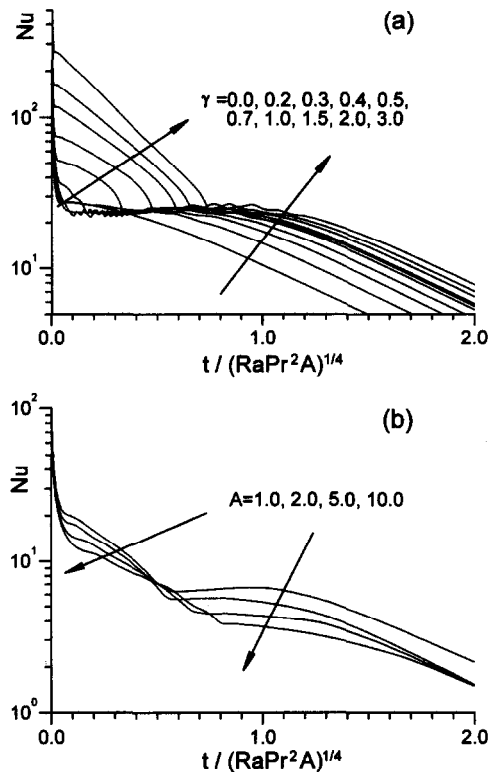 (a)
Nu
10²
10¹
γ =0.0, 0.2, 0.3, 0.4, 0.5,
0.7, 1.0, 1.5, 2.0, 3.0
0.0 1.0 2.0
t / (RaPr²A)¹/⁴
(b)
Nu
10²
10¹
10⁰
A=1.0, 2.0, 5.0, 10.0
0.0 1.0 2.0
t / (RaPr²A)¹/⁴